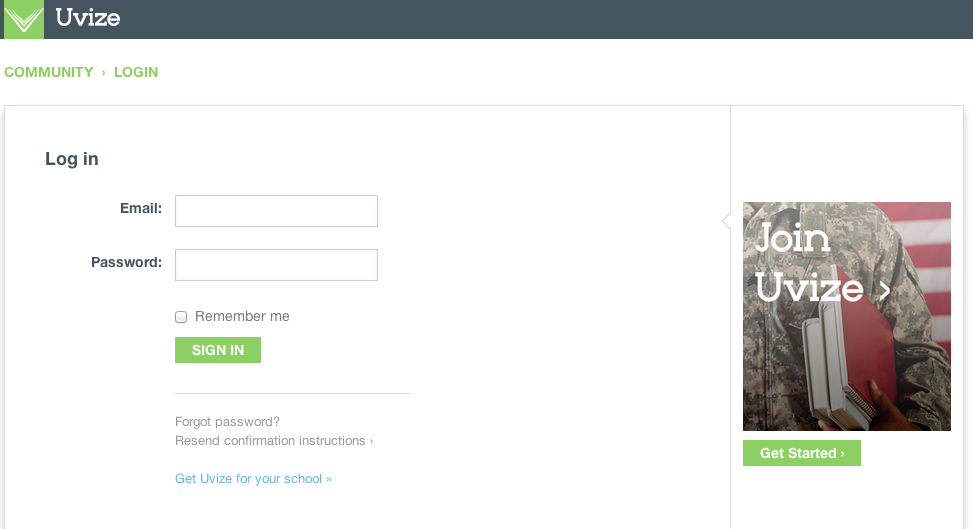 Uvize
COMMUNITY › LOGIN
Log in
Email:
Password:
Remember me
SIGN IN
Forgot password?
Resend confirmation instructions ›
Get Uvize for your school »
Join
Uvize ›
Get Started ›